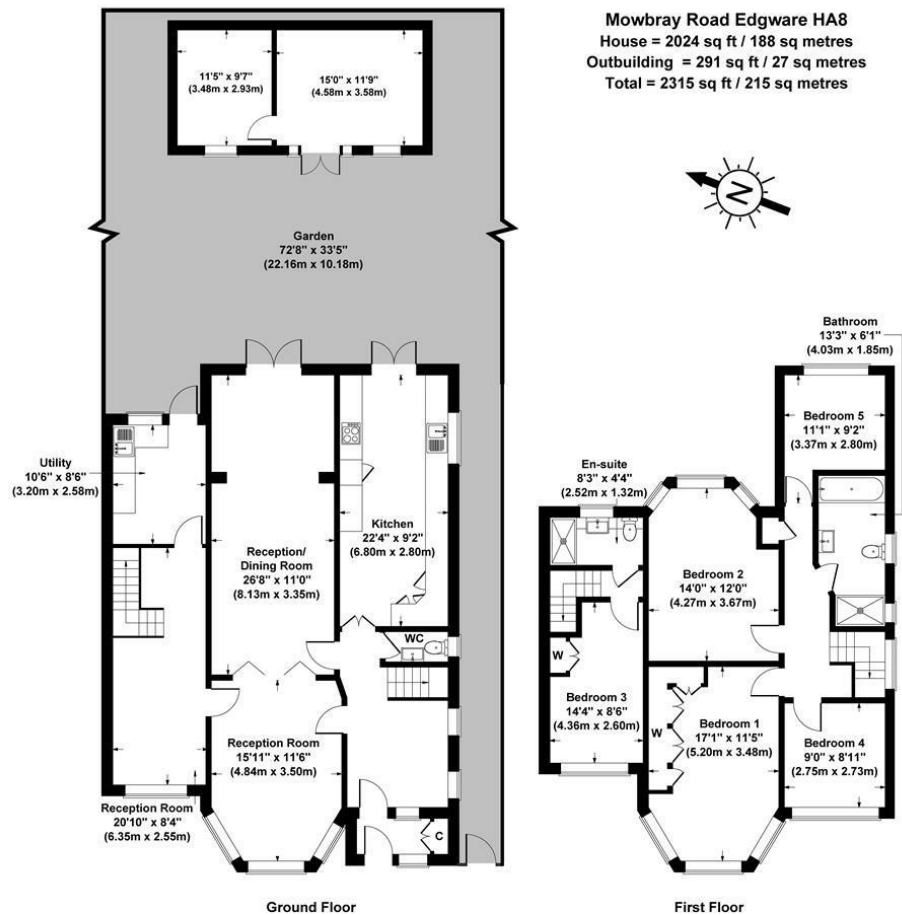 Mowbray Road Edgware HA8
House = 2024 sq ft / 188 sq metres
Outbuilding = 291 sq ft / 27 sq metres
Total = 2315 sq ft / 215 sq metres
11'5" x 9'7"
(3.48m x 2.93m)
15'0" x 11'9"
(4.58m x 3.58m)
N
Garden
72'8" x 33'5"
(22.16m x 10.18m)
Utility
10'6" x 8'6"
(3.20m x 2.58m)
Reception/
Dining Room
26'8" x 11'0"
(8.13m x 3.35m)
Kitchen
22'4" x 9'2"
(6.80m x 2.80m)
WC
Reception Room
15'11" x 11'6"
(4.84m x 3.50m)
Reception Room
20'10" x 8'4"
(6.35m x 2.55m)
C
Ground Floor
Bathroom
13'3" x 6'1"
(4.03m x 1.85m)
Bedroom 5
11'1" x 9'2"
(3.37m x 2.80m)
En-suite
8'3" x 4'4"
(2.52m x 1.32m)
Bedroom 2
14'0" x 12'0"
(4.27m x 3.67m)
W
Bedroom 3
14'4" x 8'6"
(4.36m x 2.60m)
W
Bedroom 1
17'1" x 11'5"
(5.20m x 3.48m)
Bedroom 4
9'0" x 8'11"
(2.75m x 2.73m)
First Floor